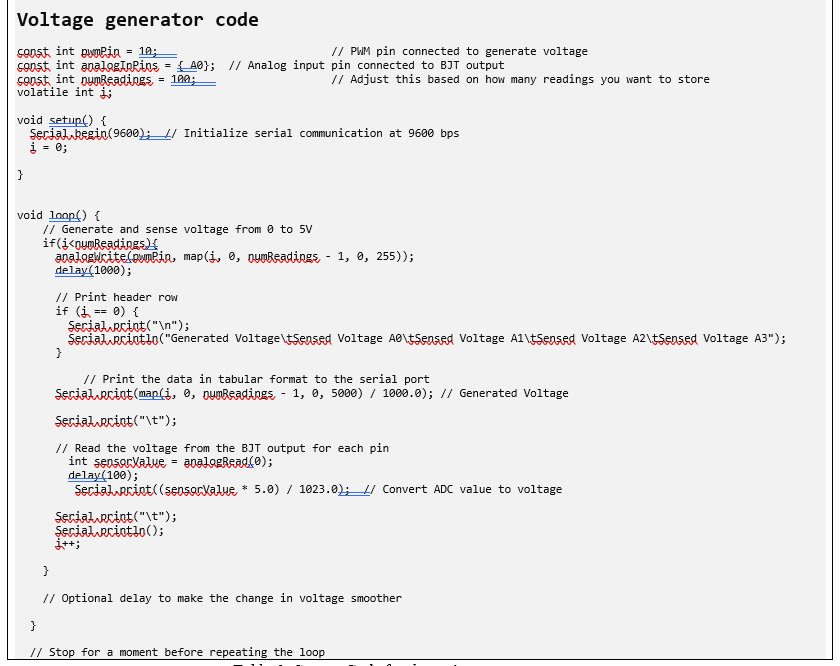 Voltage generator code
const int pwmPin = 10; // PWM pin connected to generate voltage
const int analogInPins = { A0}; // Analog input pin connected to BJT output
const int numReadings = 100; // Adjust this based on how many readings you want to store
volatile int i;
void setup() {
Serial.begin(9600); // Initialize serial communication at 9600 bps
i = 0;
}
void loop() {
// Generate and sense voltage from 0 to 5V
if(i<numReadings){
analogWrite(pwmPin, map(i, 0, numReadings - 1, 0, 255));
delay(1000);
// Print header row
if (i == 0) {
Serial.print("\n");
Serial.println("Generated Voltage\tSensed Voltage A0\tSensed Voltage A1\tSensed Voltage A2\tSensed Voltage A3");
}
// Print the data in tabular format to the serial port
Serial.print(map(i, 0, numReadings - 1, 0, 5000) / 1000.0); // Generated Voltage
Serial.print("\t");
// Read the voltage from the BJT output for each pin
int sensorValue = analogRead(0);
delay(100);
Serial.print((sensorValue * 5.0) / 1023.0); // Convert ADC value to voltage
Serial.print("\t");
Serial.println();
i++;
}
// Optional delay to make the change in voltage smoother
}
// Stop for a moment before repeating the loop